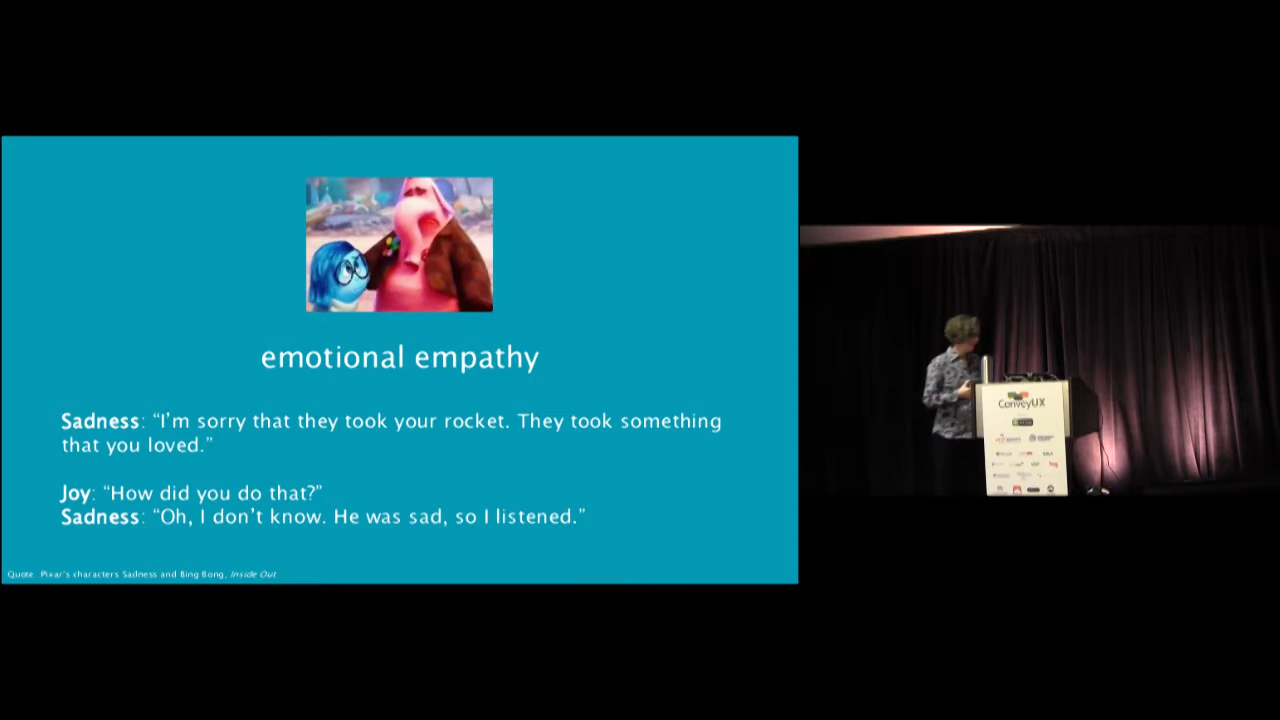 emotional empathy
Sadness: “I’m sorry that they took your rocket. They took something
that you loved.”
Joy: “How did you do that?”
Sadness: “Oh, I don’t know. He was sad, so I listened.”
Quote Pixar’s characters Sadness and Bing Bong, Inside Out
ConveyUX